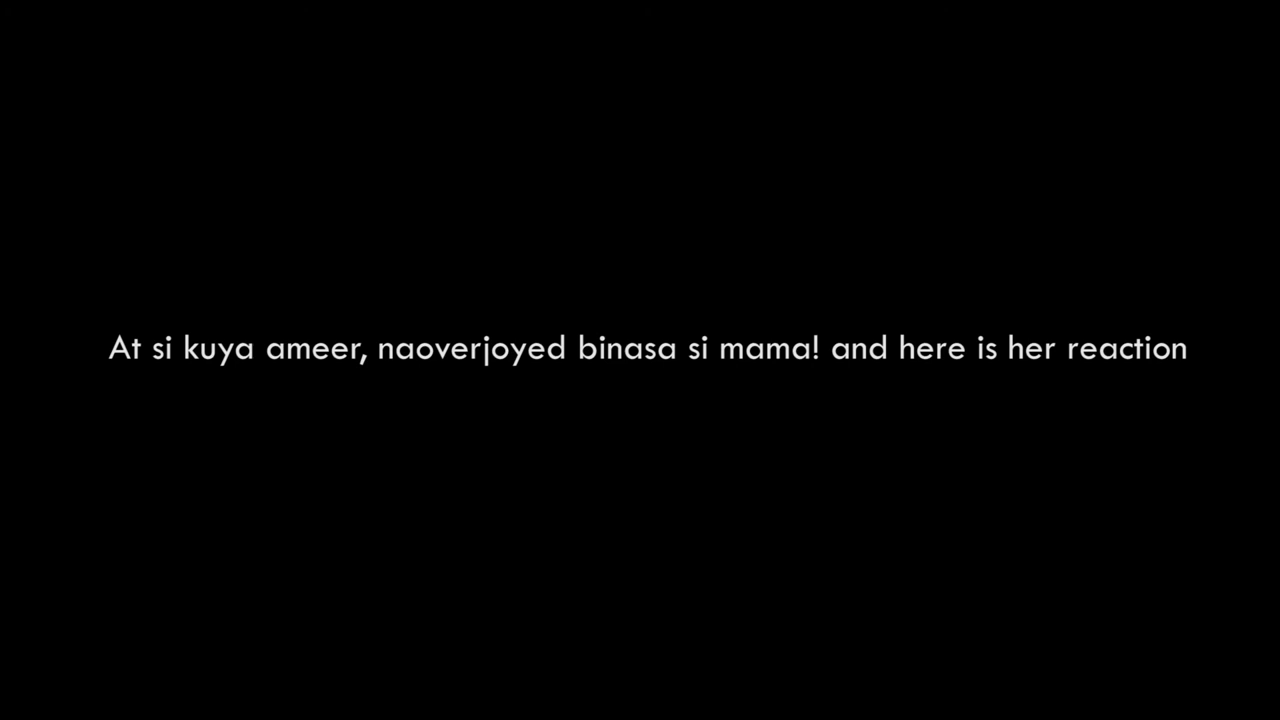 At si kuya ameer, naoverjoyed binasa si mama! and here is her reaction